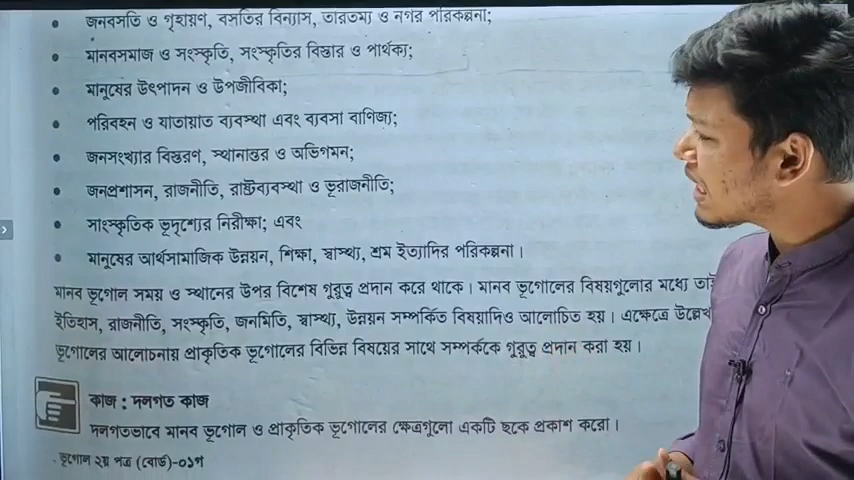 জনবসতি ও গৃহায়ণ, বসতির বিন্যাস, তারতম্য ও নগর পরিকল্পনা;
মানবসমাজ ও সংস্কৃতি, সংস্কৃতির বিস্তার ও পার্থক্য;
মানুষের উৎপাদন ও উপজীবিকা;
পরিবহন ও যাতায়াত ব্যবস্থা এবং ব্যবসা বাণিজ্য;
জনসংখ্যার বিস্তরণ, স্থানান্তর ও অভিগমন;
জনপ্রশাসন, রাজনীতি, রাষ্ট্রব্যবস্থা ও ভূরাজনীতি;
সাংস্কৃতিক ভূদৃশ্যের নিরীক্ষা; এবং
মানুষের আর্থসামাজিক উন্নয়ন, শিক্ষা, স্বাস্থ্য, শ্রম ইত্যাদির পরিকল্পনা।
মানব ভূগোল সময় ও স্থানের উপর বিশেষ গুরুত্ব প্রদান করে থাকে। মানব ভূগোলের বিষয়গুলোর মধ্যে
ইতিহাস, রাজনীতি, সংস্কৃতি, জনমিতি, স্বাস্থ্য, উন্নয়ন সম্পর্কিত বিষয়াদিও আলোচিত হয়। এক্ষেত্রে উল্লেখ
ভূগোলের আলোচনায় প্রাকৃতিক ভূগোলের বিভিন্ন বিষয়ের সাথে সম্পর্ককে গুরুত্ব প্রদান করা হয়।
কাজ : দলগত কাজ
দলগতভাবে মানব ভূগোল ও প্রাকৃতিক ভূগোলের ক্ষেত্রগুলো একটি ছকে প্রকাশ করো।
ভূগোল ২য় পত্র (বোর্ড)-০১প